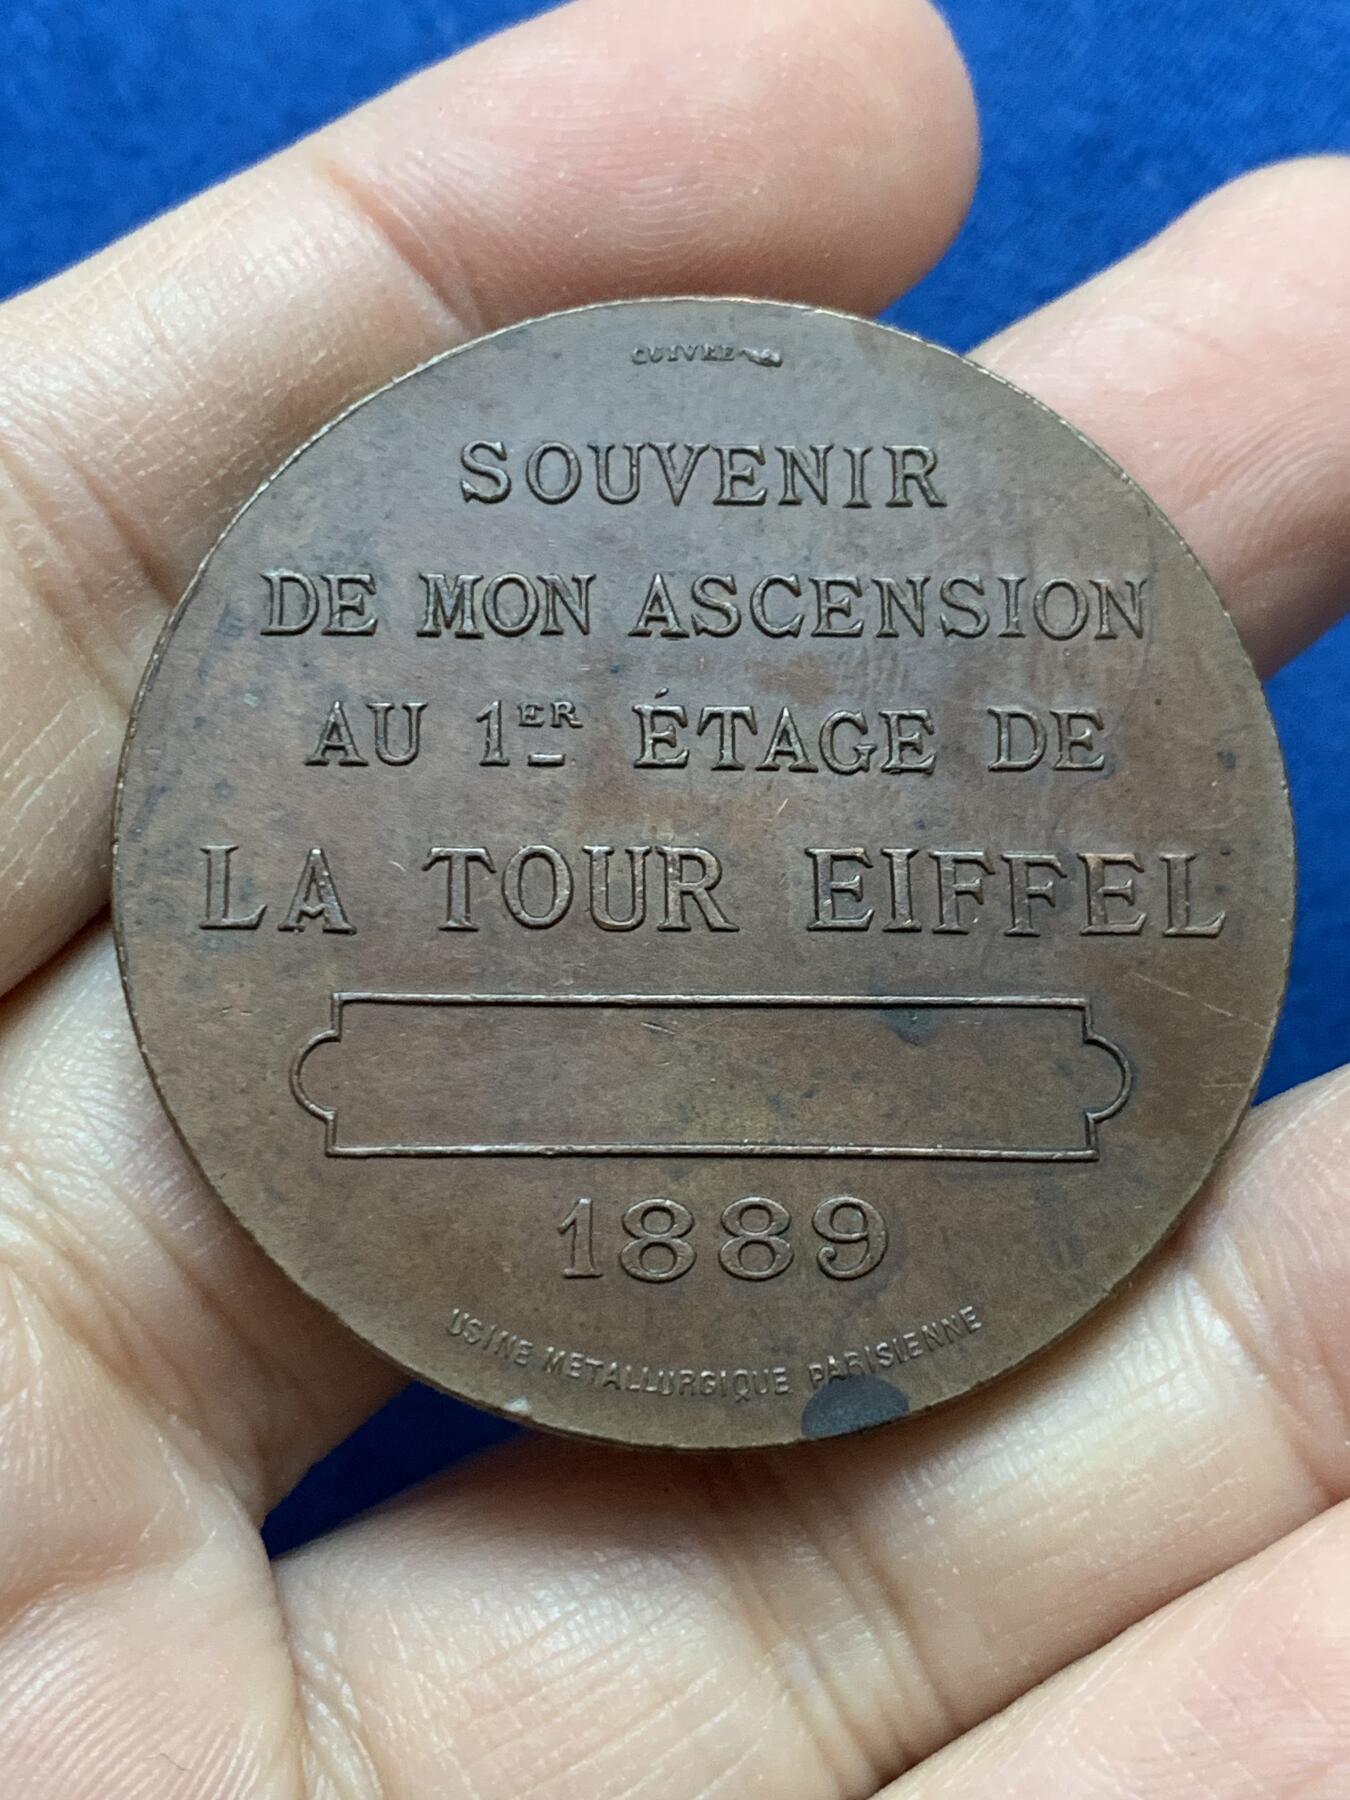 CUIVRE
SOUVENIR
DE MON ASCENSION
AU 1ER ÉTAGE DE
LA TOUR EIFFEL
1889
USINE METALLURGIQUE PARISIENNE